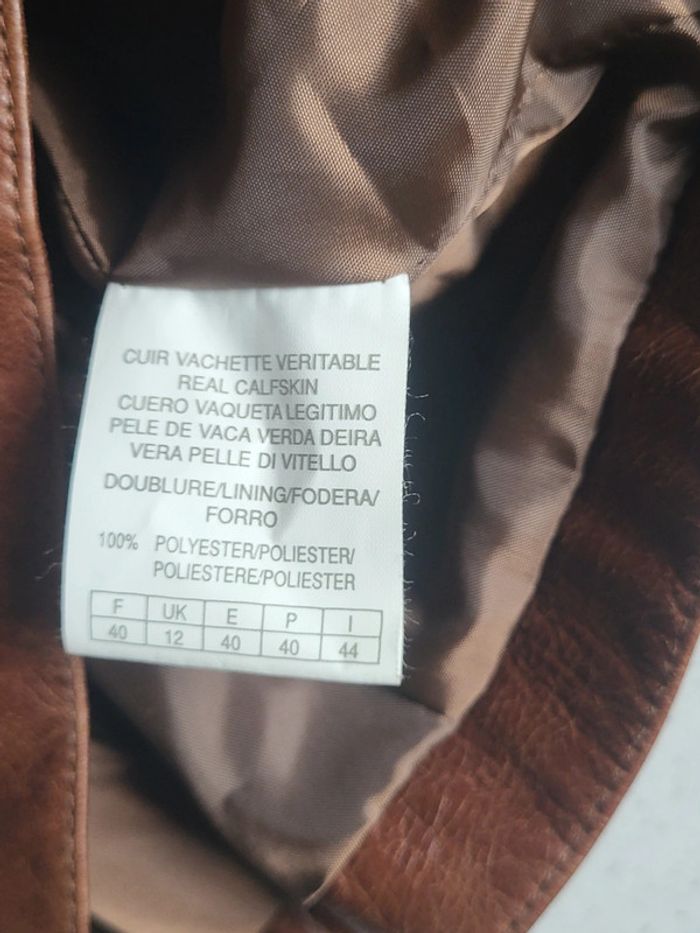 CUIR VACHETTE VERITABLE
REAL CALFSKIN
CUERO VAQUETA LEGITIMO
PELE DE VACA VERDA DEIRA
VERA PELLE DI VITELLO
DOUBLURE/LINING/FODERA/
FORRO
100% POLYESTER/POLIESTER/
POLIESTERE/POLIESTER
F UK E P I
40 12 40 40 44